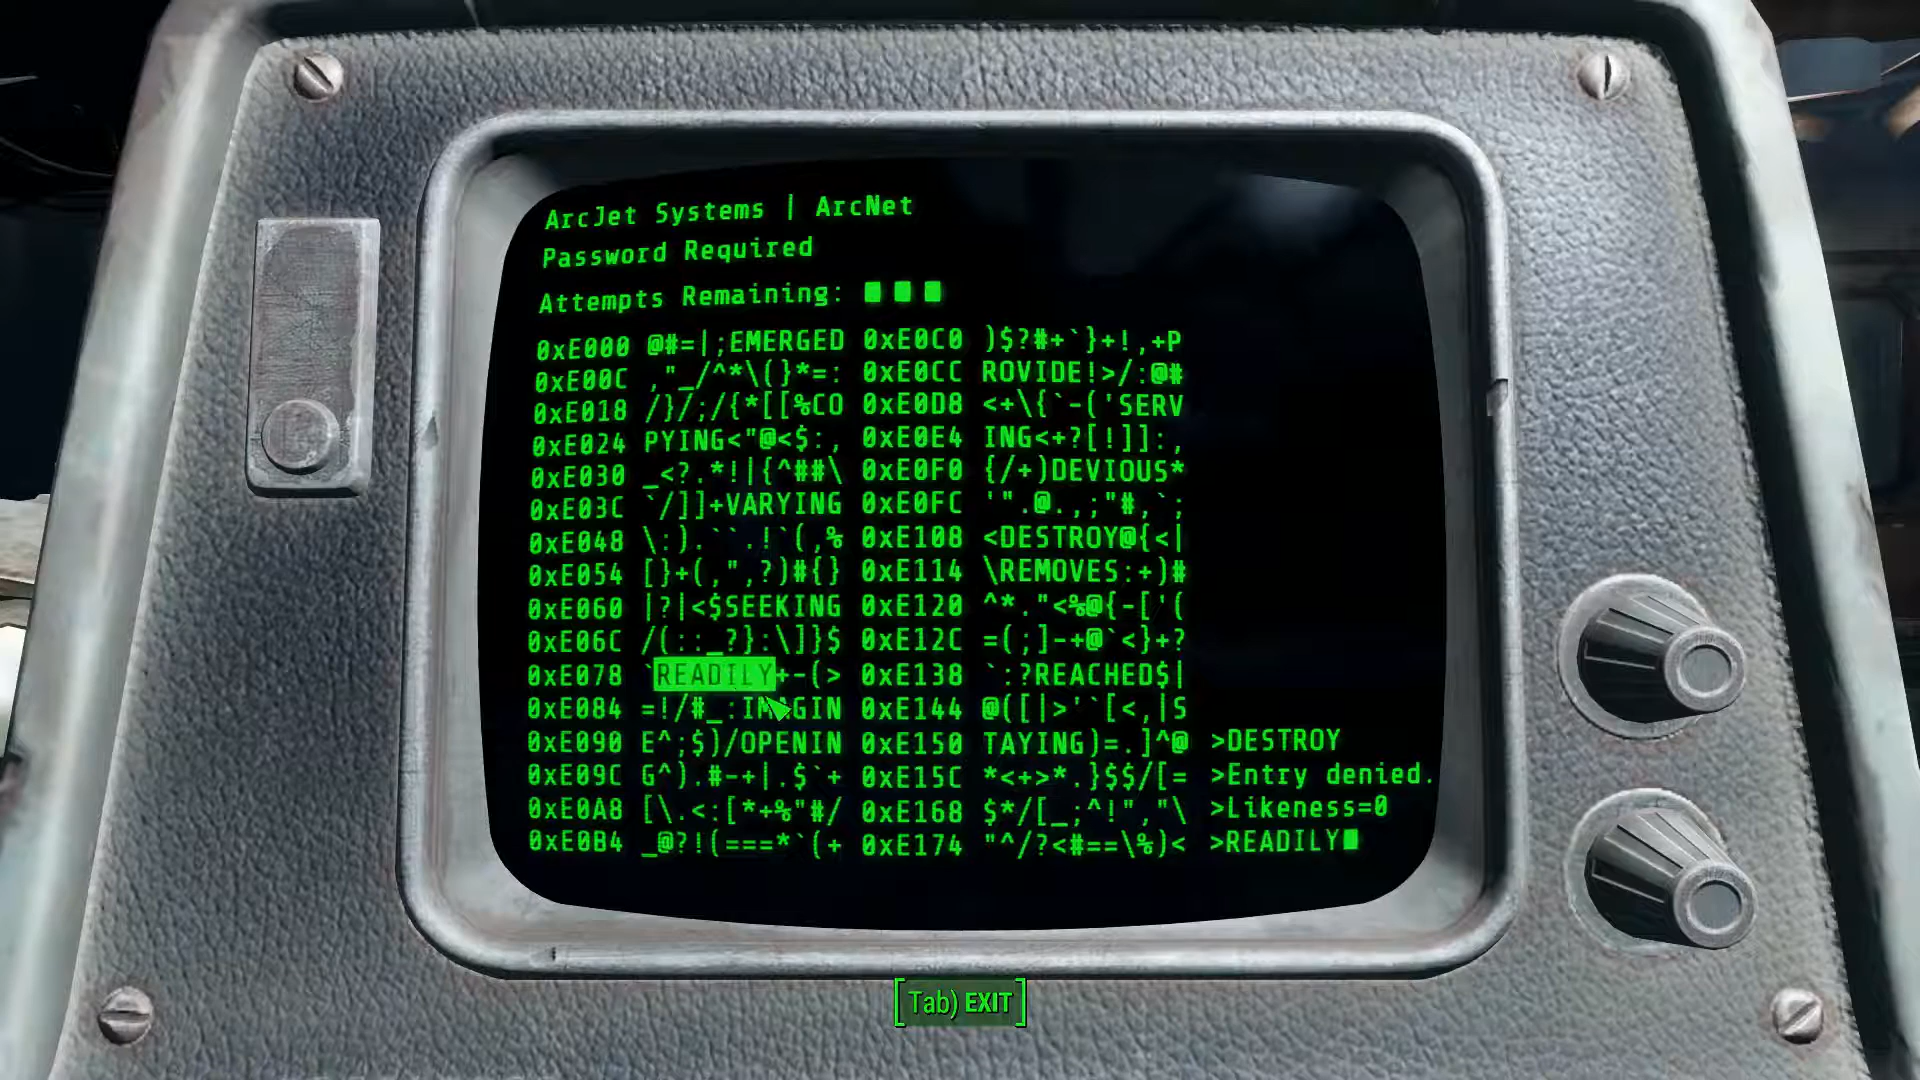 ArcJet Systems | ArcNet
Password Required
Attempts Remaining: ■ ■ ■
0xE000 @#=|;EMERGED 0xE0C0 )$?#+`}+!,+P
0xE00C ,"_/^*\(}*=: 0xE0CC ROVIDE!>/:@#
0xE018 /}/;/{*[[%CO 0xE0D8 <+\{`-('SERV
0xE024 PYING<"@<$:, 0xE0E4 ING<+?[!]]:,
0xE030 _<?.*!|{^##\ 0xE0F0 {/+)DEVIOUS*
0xE03C `/]]+VARYING 0xE0FC '".@.,;"#,`;
0xE048 \:).``.!`(,% 0xE108 <DESTROY@{<|
0xE054 [}+(,",?)#{} 0xE114 \REMOVES:+)#
0xE060 |?|<$SEEKING 0xE120 ^*."<%@{-['(
0xE06C /(::_?}:\]}$ 0xE12C =(;]-+@`<}+?
0xE078 `READILY+-(> 0xE138 `:?REACHED$|
0xE084 =!/#_:IMAGIN 0xE144 @([|>'`[<,|S
0xE090 E^;$)/OPENIN 0xE150 TAYING)=.]^@ >DESTROY
0xE09C G^).#-+|.$`+ 0xE15C *<+>*.}$$/[= >Entry denied.
0xE0A8 [\.<:[*+%"#/ 0xE168 $*/[_;^!","\ >Likeness=0
0xE0B4 _@?!(===*`(+ 0xE174 "^/?<#==\%)< >READILY■
[Tab) EXIT]